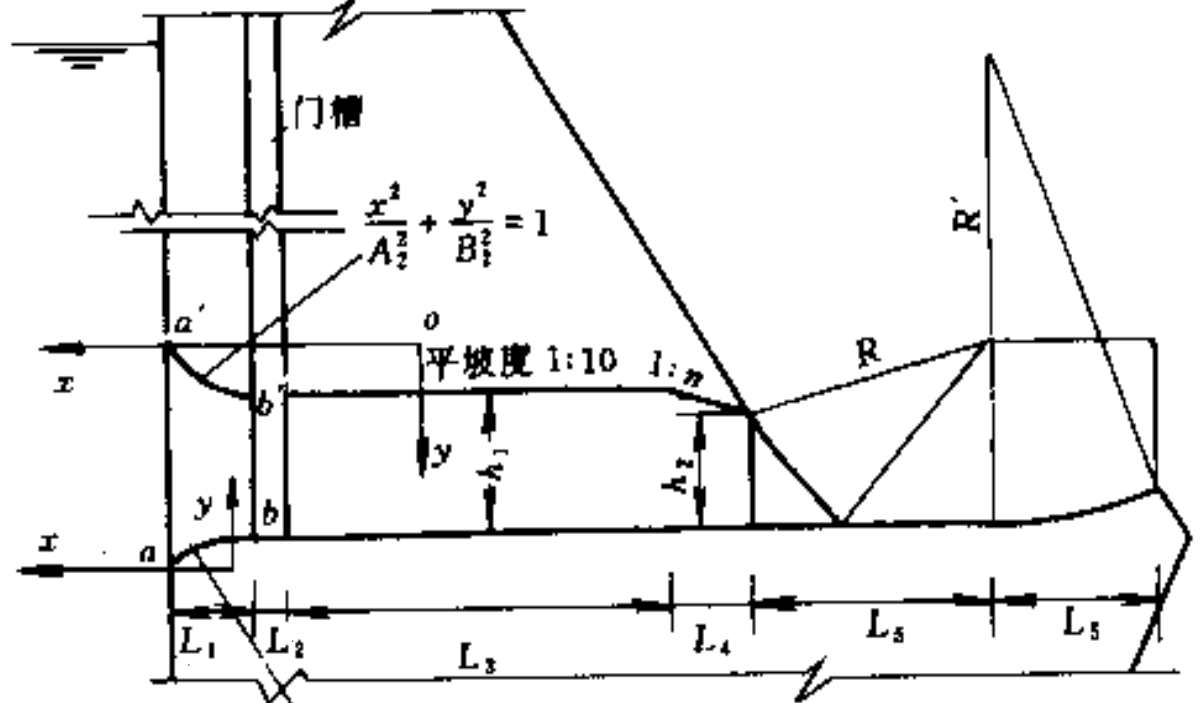 门槽
x²/A₂² + y²/B₂² = 1
R'
a'
o
x
平坡度 1:10
1:n
R
b'
y
h₁
h₂
y
b
x
a
L₁
L₂
L₃
L₄
L₅
L₅